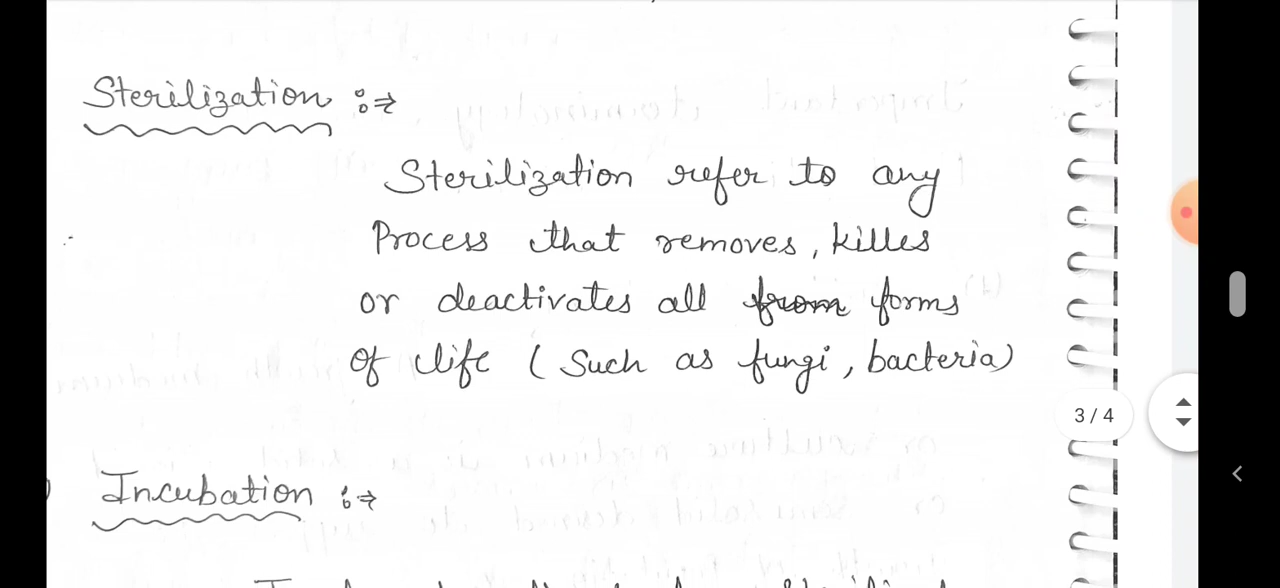 Sterilization :⇒
Sterilization refer to any
Process that removes, killes
or deactivates all ~~from~~ forms
of life ( Such as fungi, bacteria)
3/4
Incubation :⇒